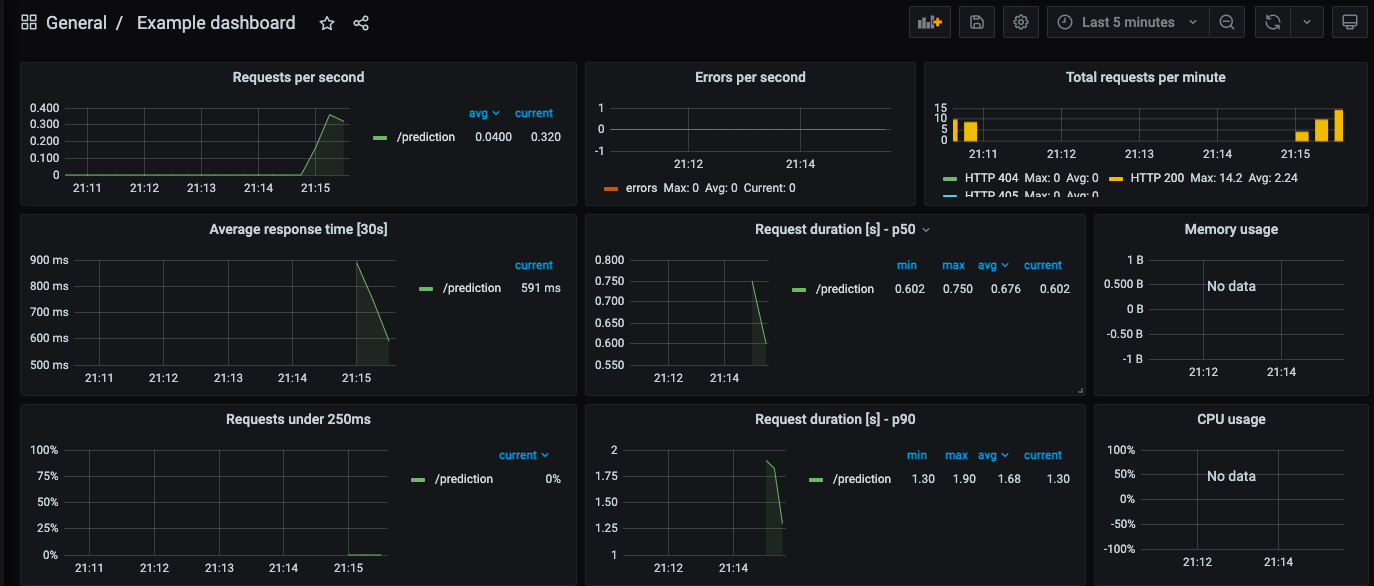 General / Example dashboard
Last 5 minutes
Requests per second
0.400
0.300
0.200
0.100
0
21:11 21:12 21:13 21:14 21:15
avg current
/prediction 0.0400 0.320
Errors per second
1
0
-1
21:12 21:14
errors Max: 0 Avg: 0 Current: 0
Total requests per minute
15
10
5
0
21:11 21:12 21:13 21:14 21:15
HTTP 404 Max: 0 Avg: 0 HTTP 200 Max: 14.2 Avg: 2.24
HTTP 405 Max: 0 Avg: 0
Average response time [30s]
900 ms
800 ms
700 ms
600 ms
500 ms
21:11 21:12 21:13 21:14 21:15
current
/prediction 591 ms
Request duration [s] - p50
0.800
0.750
0.700
0.650
0.600
0.550
21:12 21:14
min max avg current
/prediction 0.602 0.750 0.676 0.602
Memory usage
1 B
0.500 B
0 B
-0.50 B
-1 B
No data
21:12 21:14
Requests under 250ms
100%
75%
50%
25%
0%
21:11 21:12 21:13 21:14 21:15
current
/prediction 0%
Request duration [s] - p90
2
1.75
1.50
1.25
1
21:12 21:14
min max avg current
/prediction 1.30 1.90 1.68 1.30
CPU usage
100%
50%
0%
-50%
-100%
No data
21:12 21:14